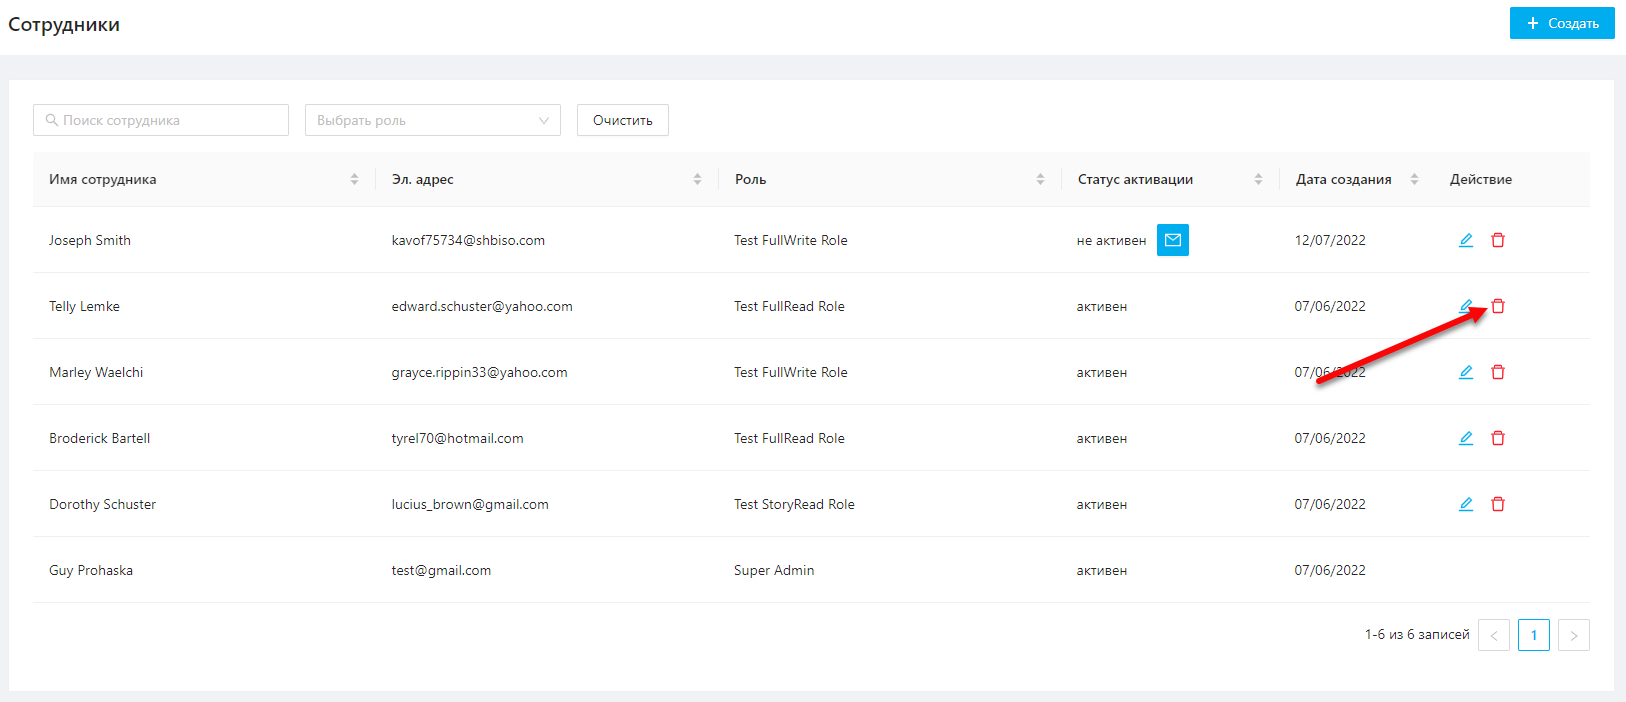 Сотрудники
Создать
Поиск сотрудника
Выбрать роль
Очистить
Имя сотрудника Эл. адрес Роль Статус активации Дата создания Действие
Joseph Smith kavof75734@shbiso.com Test FullWrite Role не активен 12/07/2022
Telly Lemke edward.schuster@yahoo.com Test FullRead Role активен 07/06/2022
Marley Waelchi grayce.rippin33@yahoo.com Test FullWrite Role активен 07/06/2022
Broderick Bartell tyrel70@hotmail.com Test FullRead Role активен 07/06/2022
Dorothy Schuster lucius_brown@gmail.com Test StoryRead Role активен 07/06/2022
Guy Prohaska test@gmail.com Super Admin активен 07/06/2022
1-6 из 6 записей < 1 >